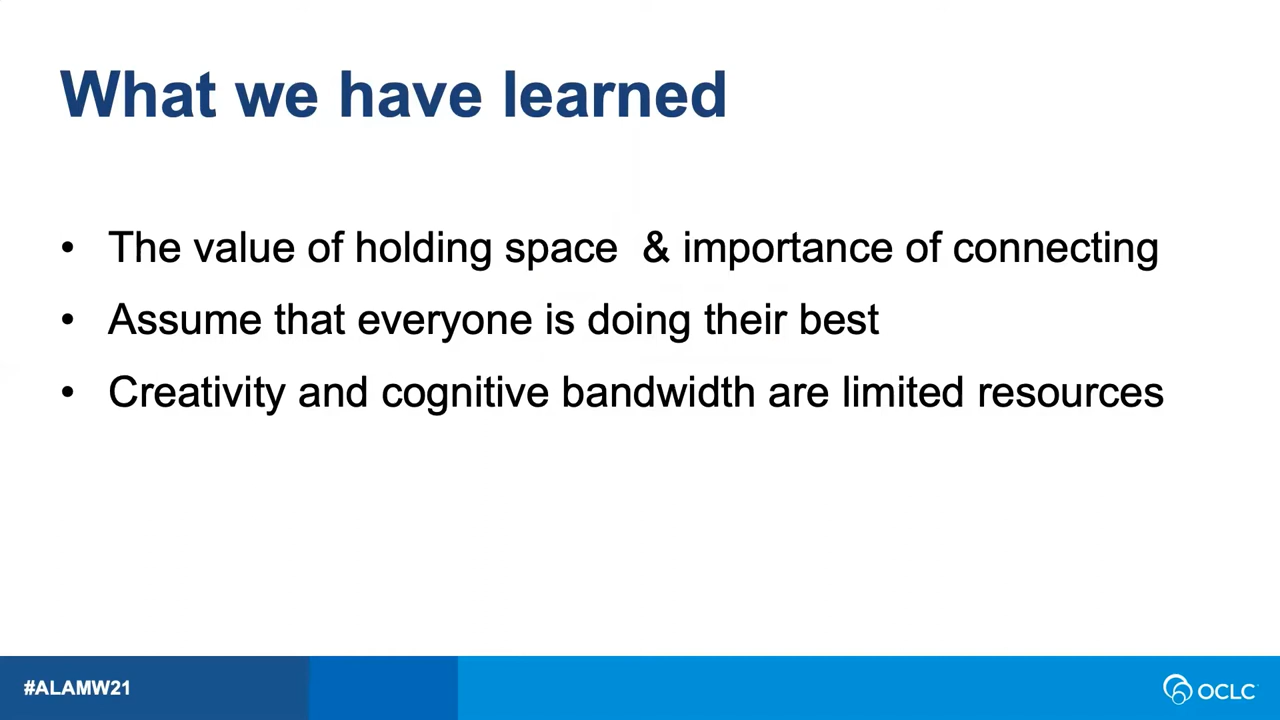 What we have learned
• The value of holding space  & importance of connecting
• Assume that everyone is doing their best
• Creativity and cognitive bandwidth are limited resources
#ALAMW21
OCLC